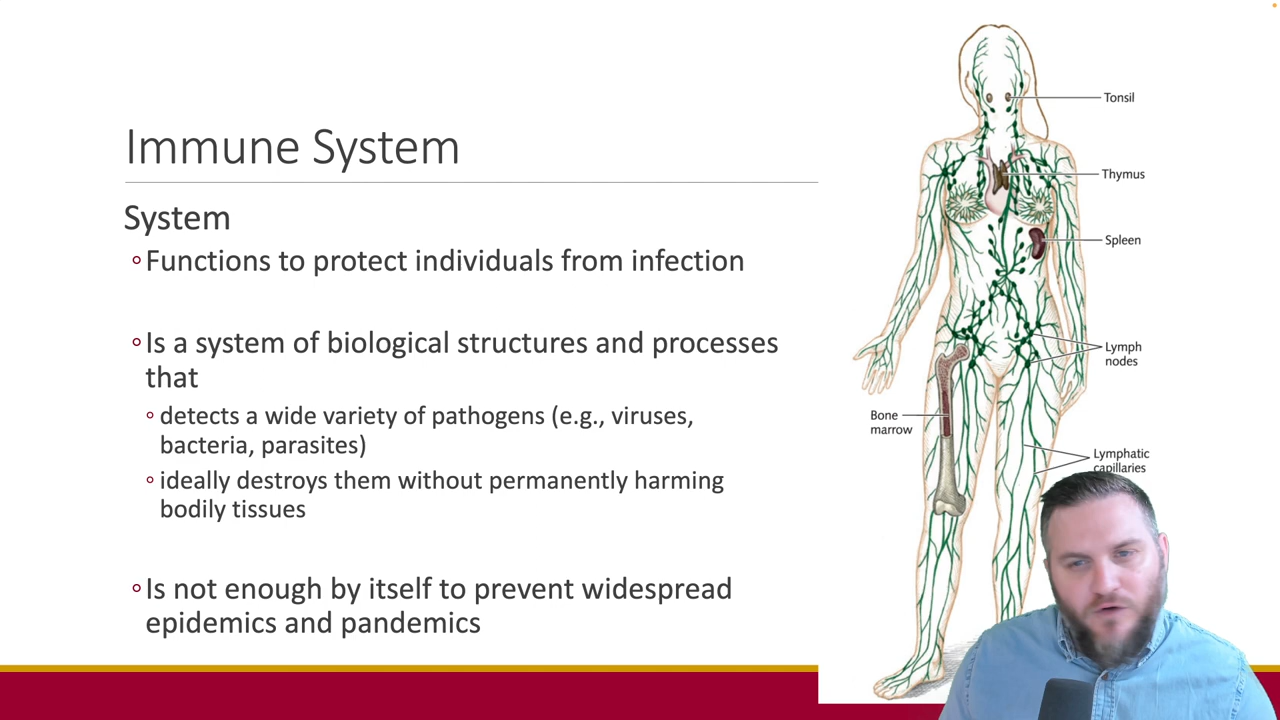 Immune System
System
Functions to protect individuals from infection
Is a system of biological structures and processes
that
detects a wide variety of pathogens (e.g., viruses,
bacteria, parasites)
ideally destroys them without permanently harming
bodily tissues
Is not enough by itself to prevent widespread
epidemics and pandemics
Tonsil
Thymus
Spleen
Lymph
nodes
Bone
marrow
Lymphatic
capillaries